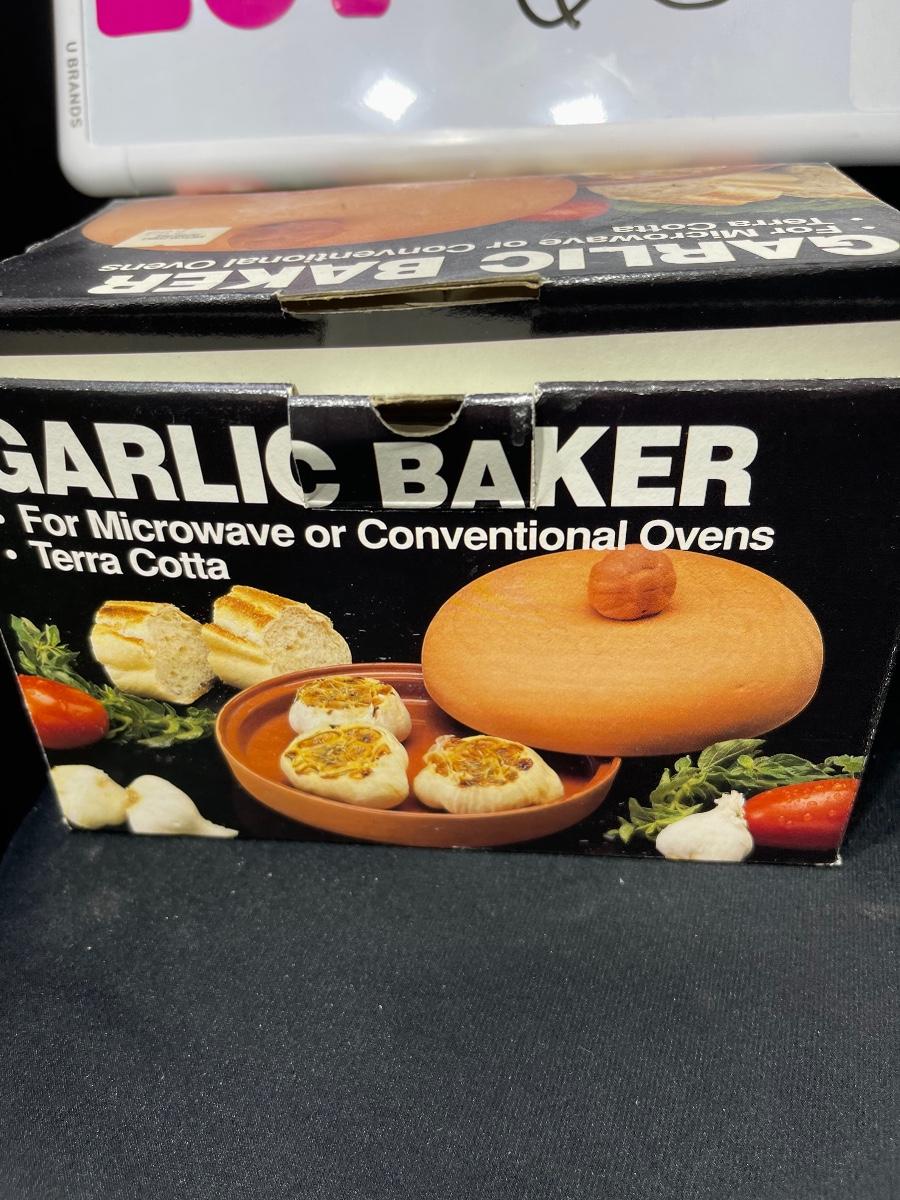 U BRANDS
GARLIC BAKER
• For Microwave or Conventional Ovens
• Terra Cotta
GARLIC BAKER
• For Microwave or Conventional Ovens
• Terra Cotta